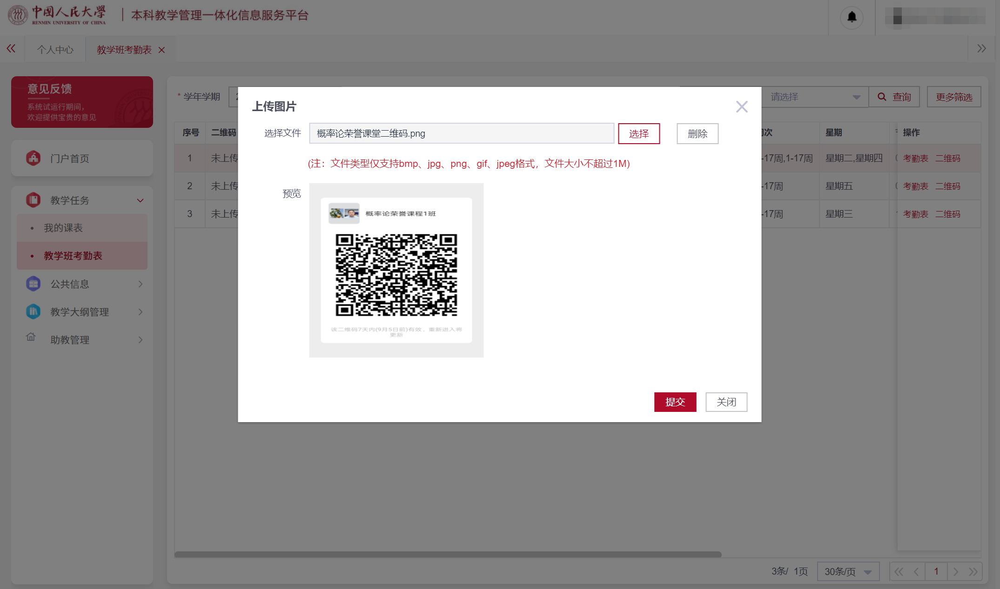 中国人民大学
RENMIN UNIVERSITY OF CHINA
本科教学管理一体化信息服务平台
个人中心
教学班考勤表
意见反馈
系统试运行期间，
欢迎提供宝贵的意见
门户首页
教学任务
我的课表
教学班考勤表
公共信息
教学大纲管理
助教管理
* 学年学期
请选择
查询
更多筛选
序号 二维码 次 星期 操作
1 未上传 -17周,1-17周 星期二,星期四 考勤表 二维码
2 未上传 -17周 星期五 考勤表 二维码
3 未上传 -17周 星期三 考勤表 二维码
上传图片
选择文件 概率论荣誉课堂二维码.png 选择 删除
(注：文件类型仅支持bmp、jpg、png、gif、jpeg格式，文件大小不超过1M)
预览
概率论荣誉课程1班
该二维码7天内(9月5日前)有效，重新进入将
更新
提交 关闭
3条/ 1页 30条/页 1